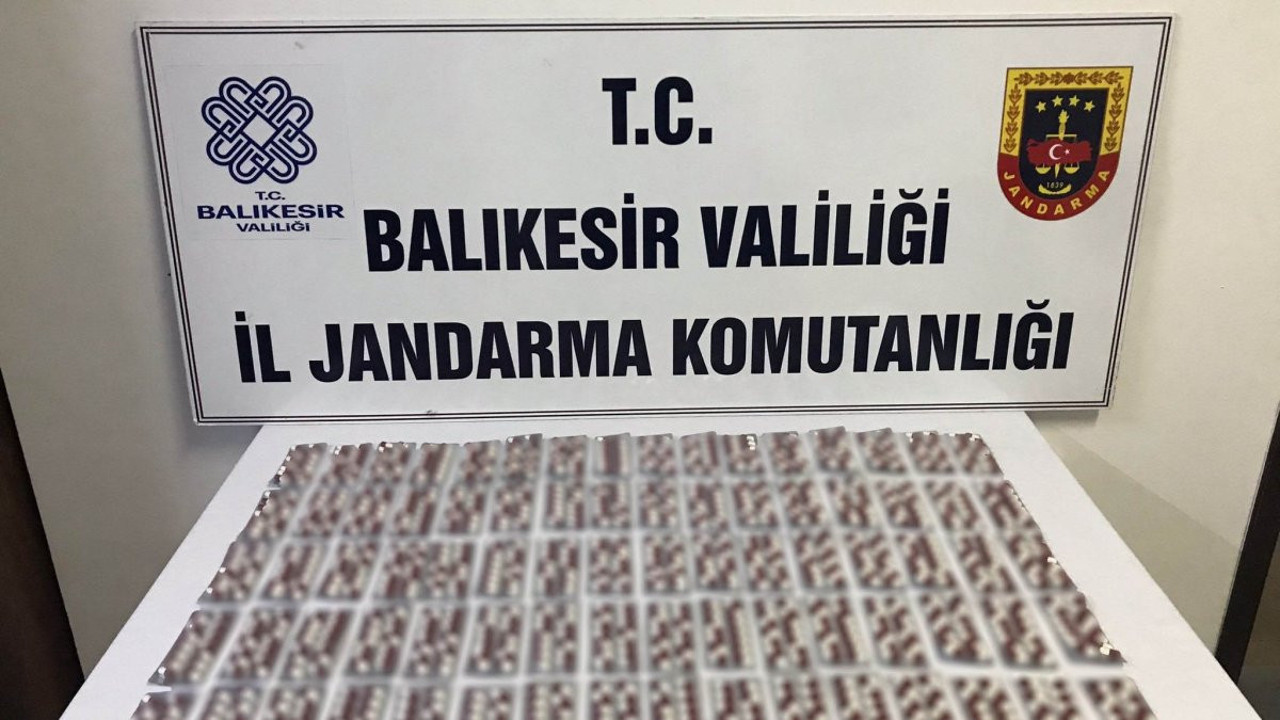 T.C.
BALIKESİR VALİLİĞİ
İL JANDARMA KOMUTANLIĞI
T.C.
BALIKESİR
VALİLİĞİ
1839
JANDARMA